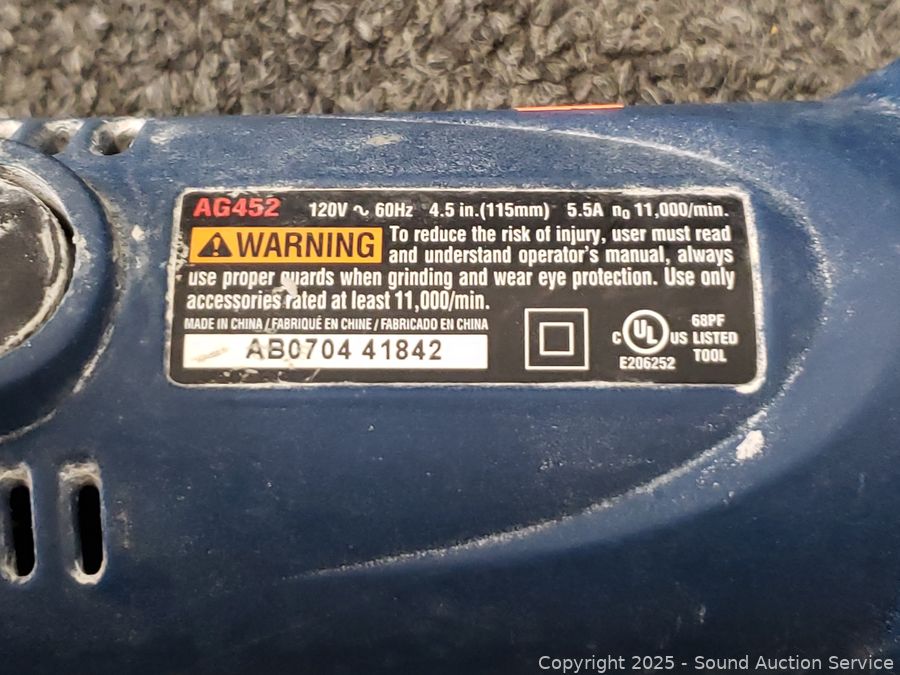 AG452 120V ~ 60Hz 4.5 in.(115mm) 5.5A n₀ 11,000/min.
⚠WARNING To reduce the risk of injury, user must read
and understand operator's manual, always
use proper guards when grinding and wear eye protection. Use only
accessories rated at least 11,000/min.
MADE IN CHINA / FABRIQUÉ EN CHINE / FABRICADO EN CHINA
AB0704 41842
C UL US LISTED
68PF
TOOL
E206252
Copyright 2025 - Sound Auction Service